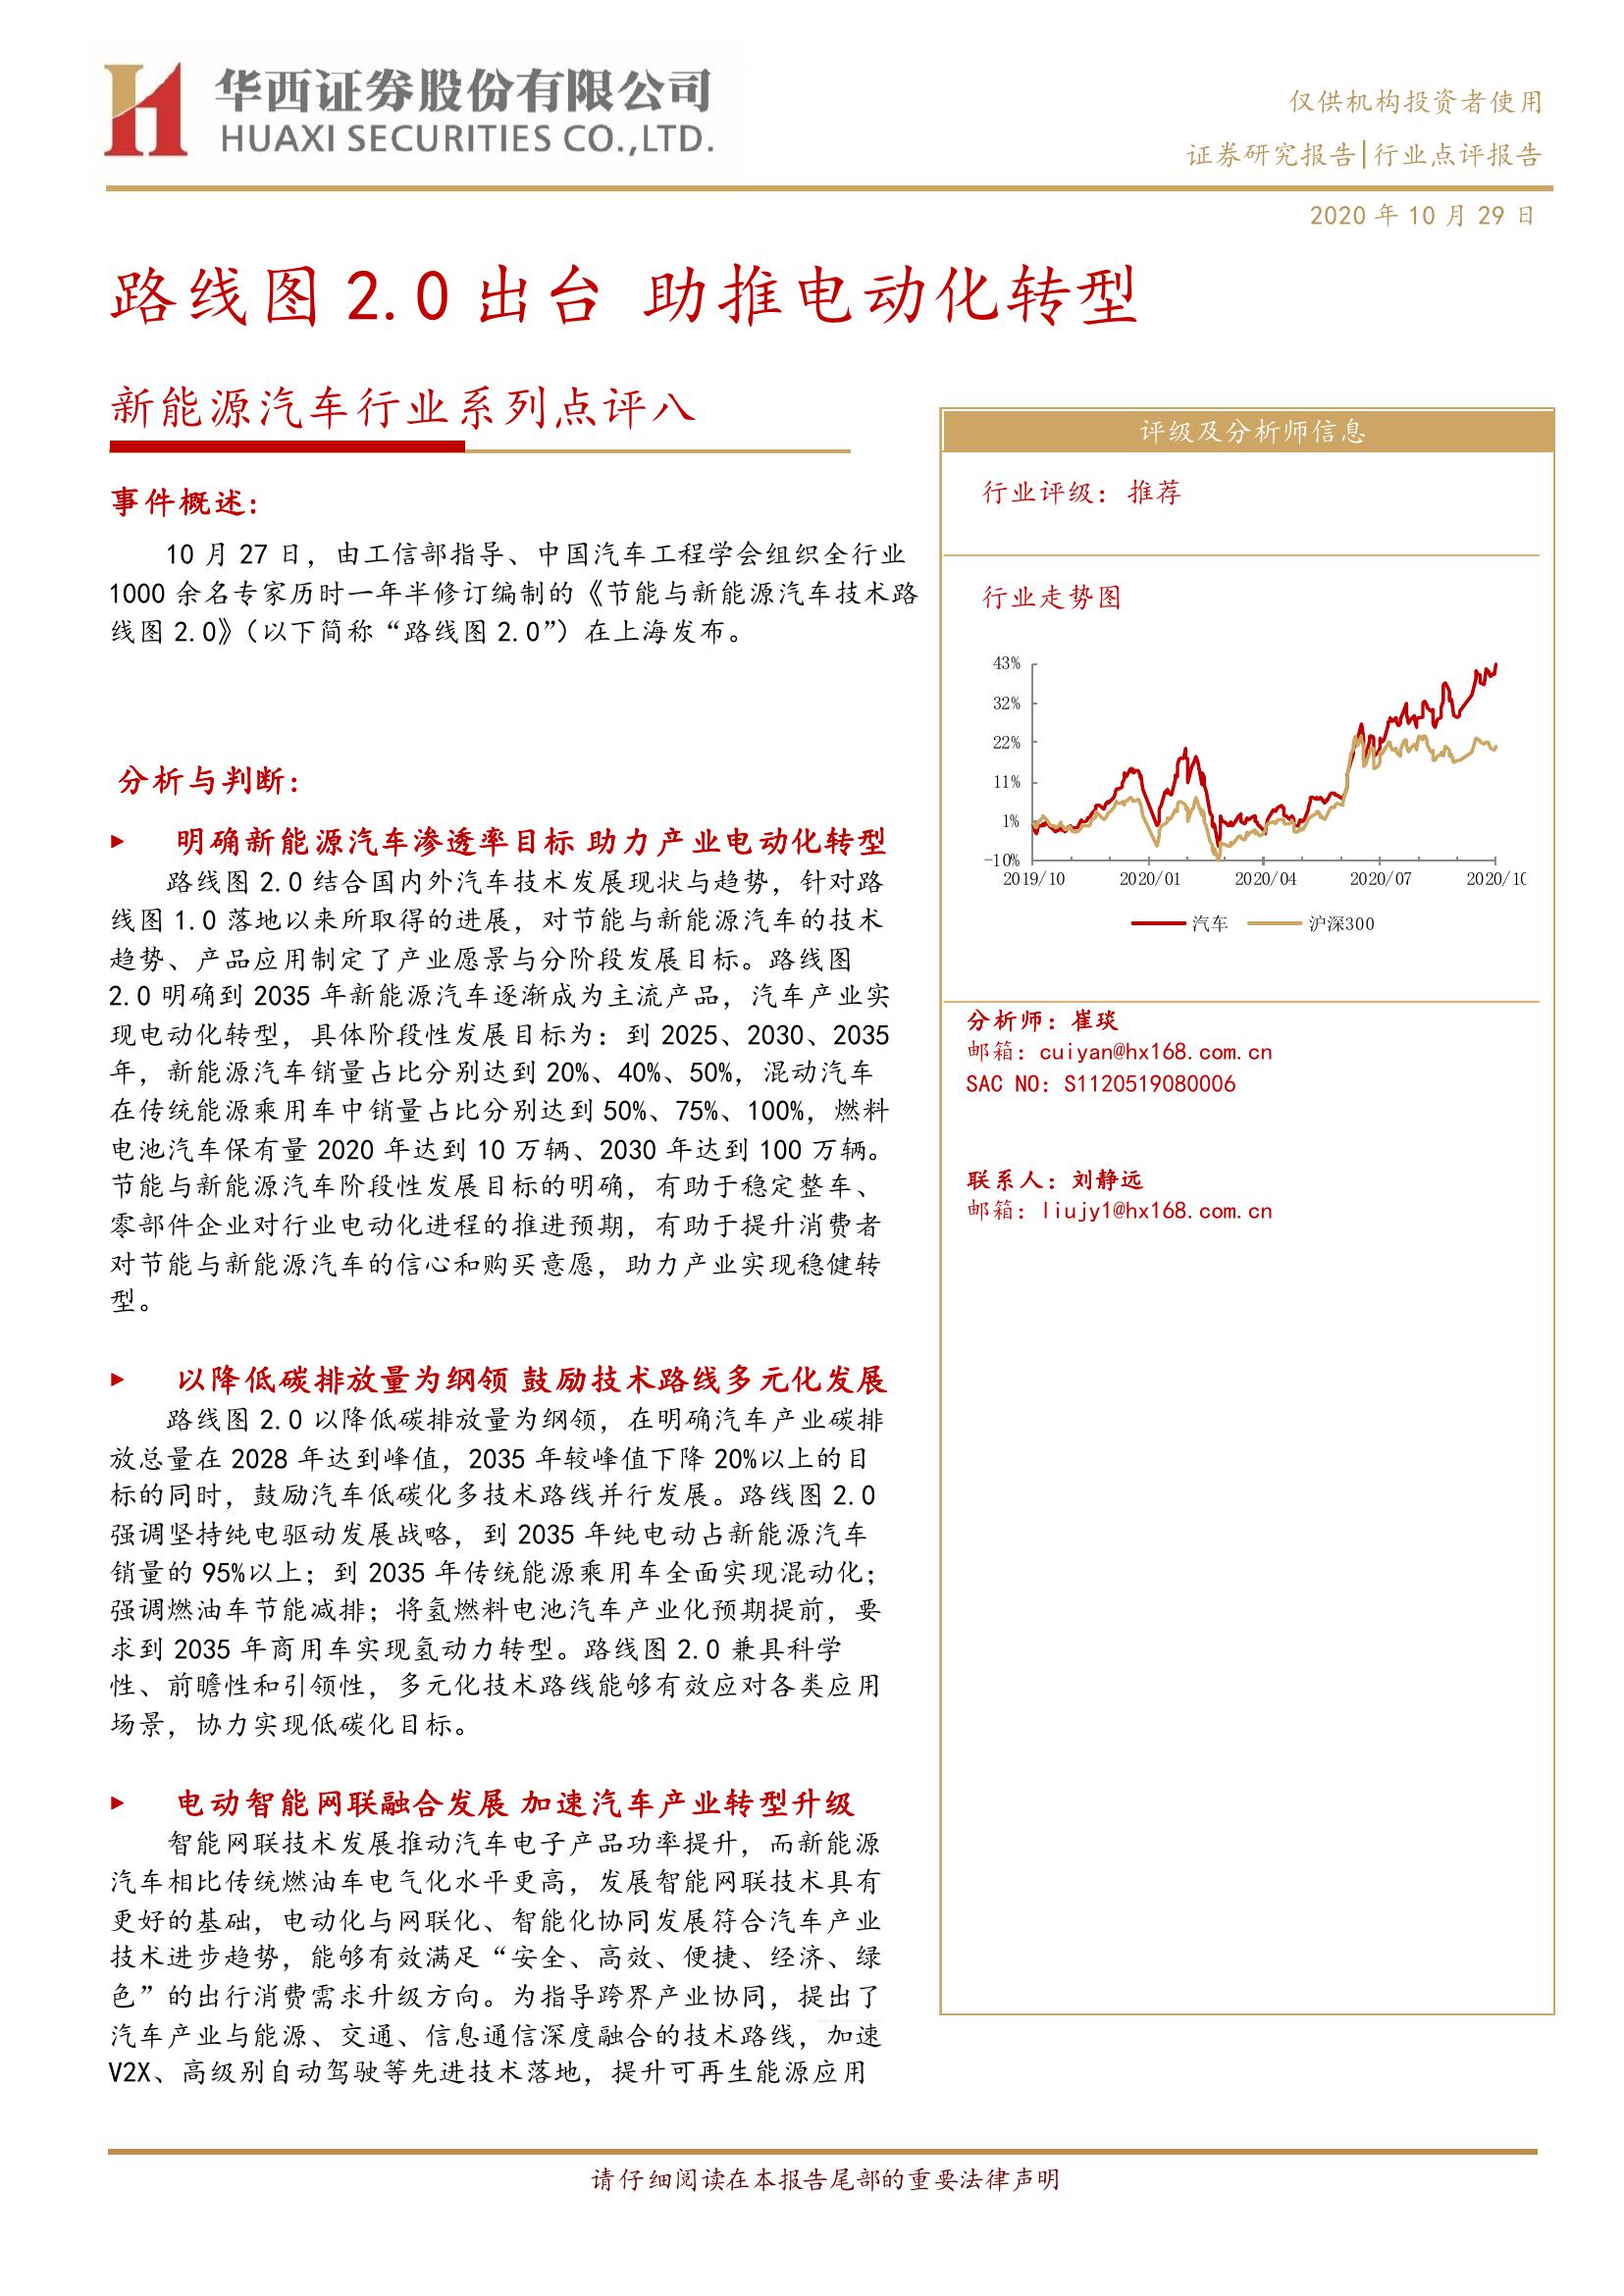 华西证券股份有限公司
HUAXI SECURITIES CO.,LTD.
仅供机构投资者使用
证券研究报告|行业点评报告
2020 年 10 月 29 日
路线图 2.0 出台 助推电动化转型
新能源汽车行业系列点评八
事件概述：
10 月 27 日，由工信部指导、中国汽车工程学会组织全行业
1000 余名专家历时一年半修订编制的《节能与新能源汽车技术路
线图 2.0》（以下简称“路线图 2.0”）在上海发布。
分析与判断：
► 明确新能源汽车渗透率目标 助力产业电动化转型
路线图 2.0 结合国内外汽车技术发展现状与趋势，针对路
线图 1.0 落地以来所取得的进展，对节能与新能源汽车的技术
趋势、产品应用制定了产业愿景与分阶段发展目标。路线图
2.0 明确到 2035 年新能源汽车逐渐成为主流产品，汽车产业实
现电动化转型，具体阶段性发展目标为：到 2025、2030、2035
年，新能源汽车销量占比分别达到 20%、40%、50%，混动汽车
在传统能源乘用车中销量占比分别达到 50%、75%、100%，燃料
电池汽车保有量 2020 年达到 10 万辆、2030 年达到 100 万辆。
节能与新能源汽车阶段性发展目标的明确，有助于稳定整车、
零部件企业对行业电动化进程的推进预期，有助于提升消费者
对节能与新能源汽车的信心和购买意愿，助力产业实现稳健转
型。
► 以降低碳排放量为纲领 鼓励技术路线多元化发展
路线图 2.0 以降低碳排放量为纲领，在明确汽车产业碳排
放总量在 2028 年达到峰值，2035 年较峰值下降 20%以上的目
标的同时，鼓励汽车低碳化多技术路线并行发展。路线图 2.0
强调坚持纯电驱动发展战略，到 2035 年纯电动占新能源汽车
销量的 95%以上；到 2035 年传统能源乘用车全面实现混动化；
强调燃油车节能减排；将氢燃料电池汽车产业化预期提前，要
求到 2035 年商用车实现氢动力转型。路线图 2.0 兼具科学
性、前瞻性和引领性，多元化技术路线能够有效应对各类应用
场景，协力实现低碳化目标。
► 电动智能网联融合发展 加速汽车产业转型升级
智能网联技术发展推动汽车电子产品功率提升，而新能源
汽车相比传统燃油车电气化水平更高，发展智能网联技术具有
更好的基础，电动化与网联化、智能化协同发展符合汽车产业
技术进步趋势，能够有效满足“安全、高效、便捷、经济、绿
色”的出行消费需求升级方向。为指导跨界产业协同，提出了
汽车产业与能源、交通、信息通信深度融合的技术路线，加速
V2X、高级别自动驾驶等先进技术落地，提升可再生能源应用
评级及分析师信息
行业评级：推荐
行业走势图
43%
32%
22%
11%
1%
-10%
2019/10 2020/01 2020/04 2020/07 2020/10
汽车 沪深300
分析师：崔琰
邮箱：cuiyan@hx168.com.cn
SAC NO：S1120519080006
联系人：刘静远
邮箱：liujy1@hx168.com.cn
请仔细阅读在本报告尾部的重要法律声明